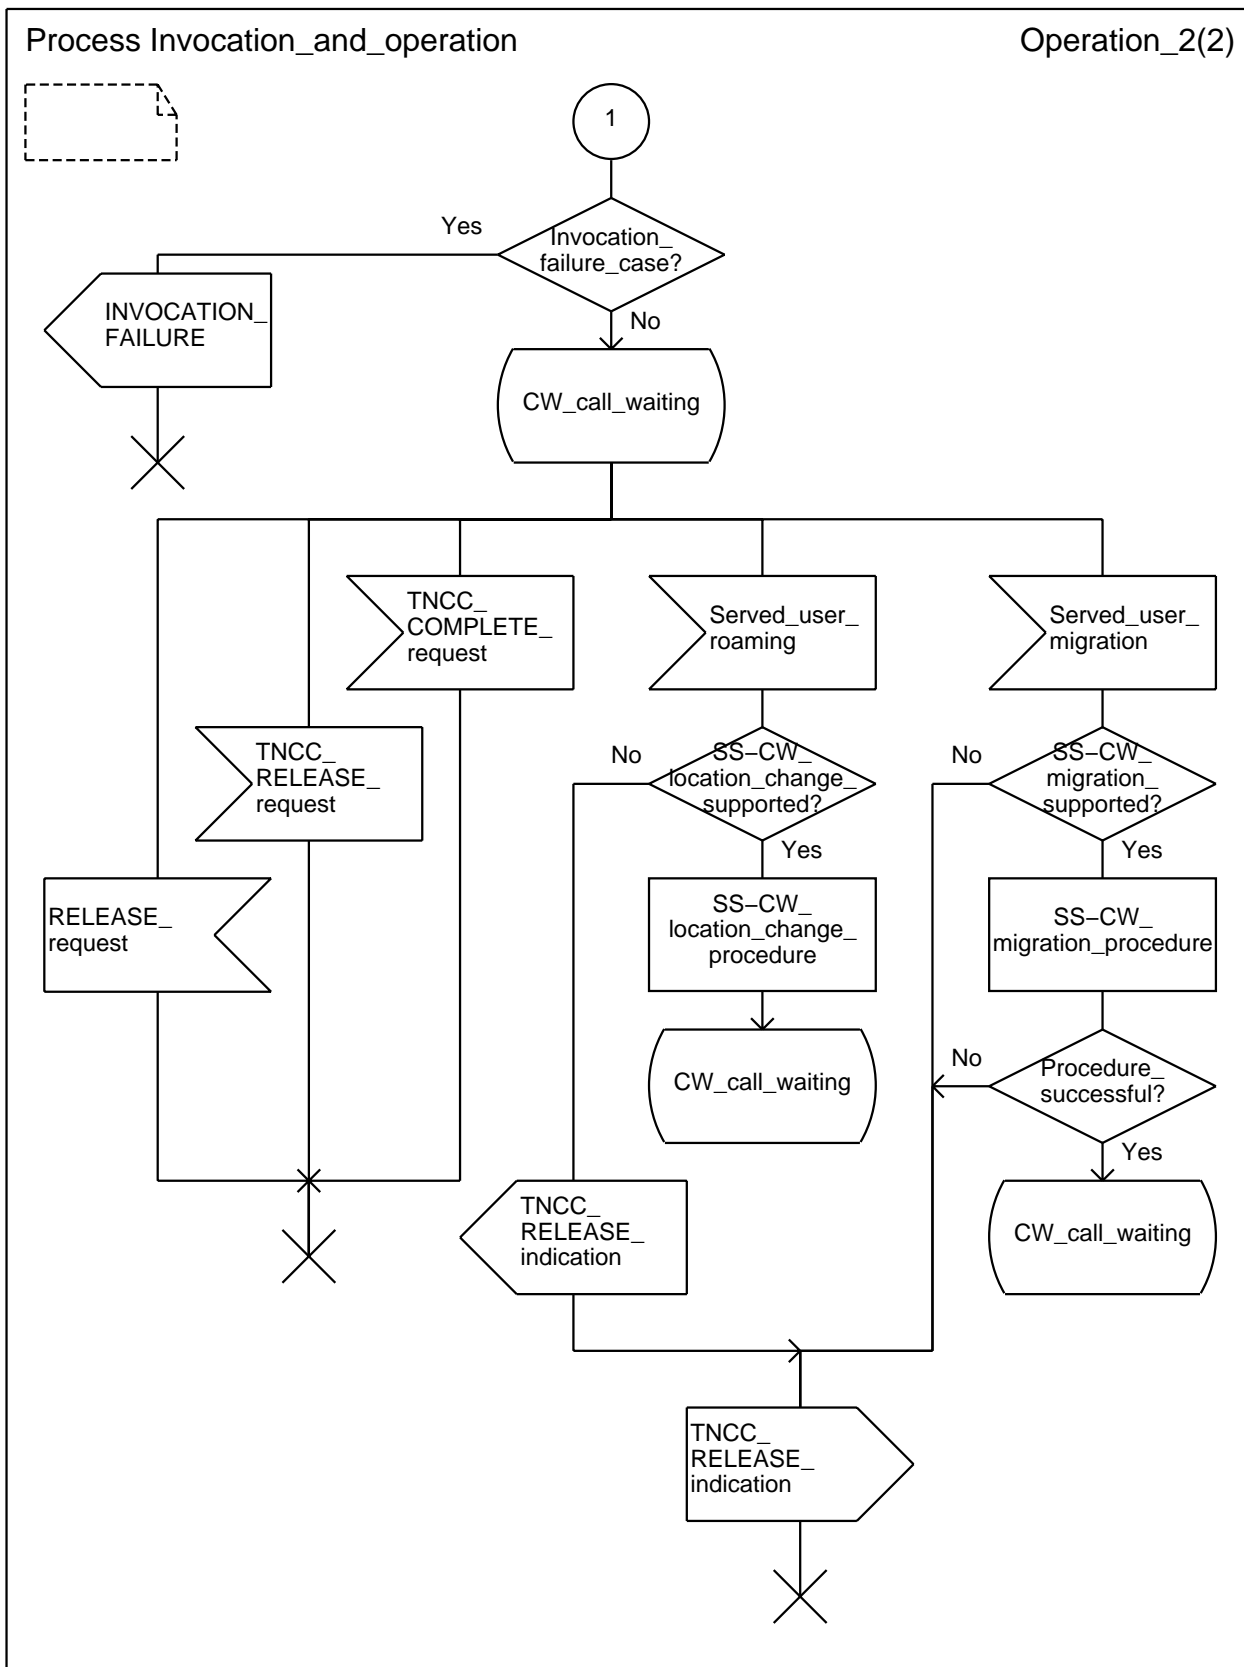 Process Invocation_and_operation
Operation_2(2)
1
Yes
Invocation_
failure_case?
INVOCATION_
FAILURE
No
CW_call_waiting
TNCC_
COMPLETE_
request
Served_user_
roaming
Served_user_
migration
TNCC_
RELEASE_
request
No
SS−CW_
location_change_
supported?
No
SS−CW_
migration_
supported?
Yes
Yes
RELEASE_
request
SS−CW_
location_change_
procedure
SS−CW_
migration_procedure
CW_call_waiting
No
Procedure_
successful?
Yes
TNCC_
RELEASE_
indication
CW_call_waiting
TNCC_
RELEASE_
indication